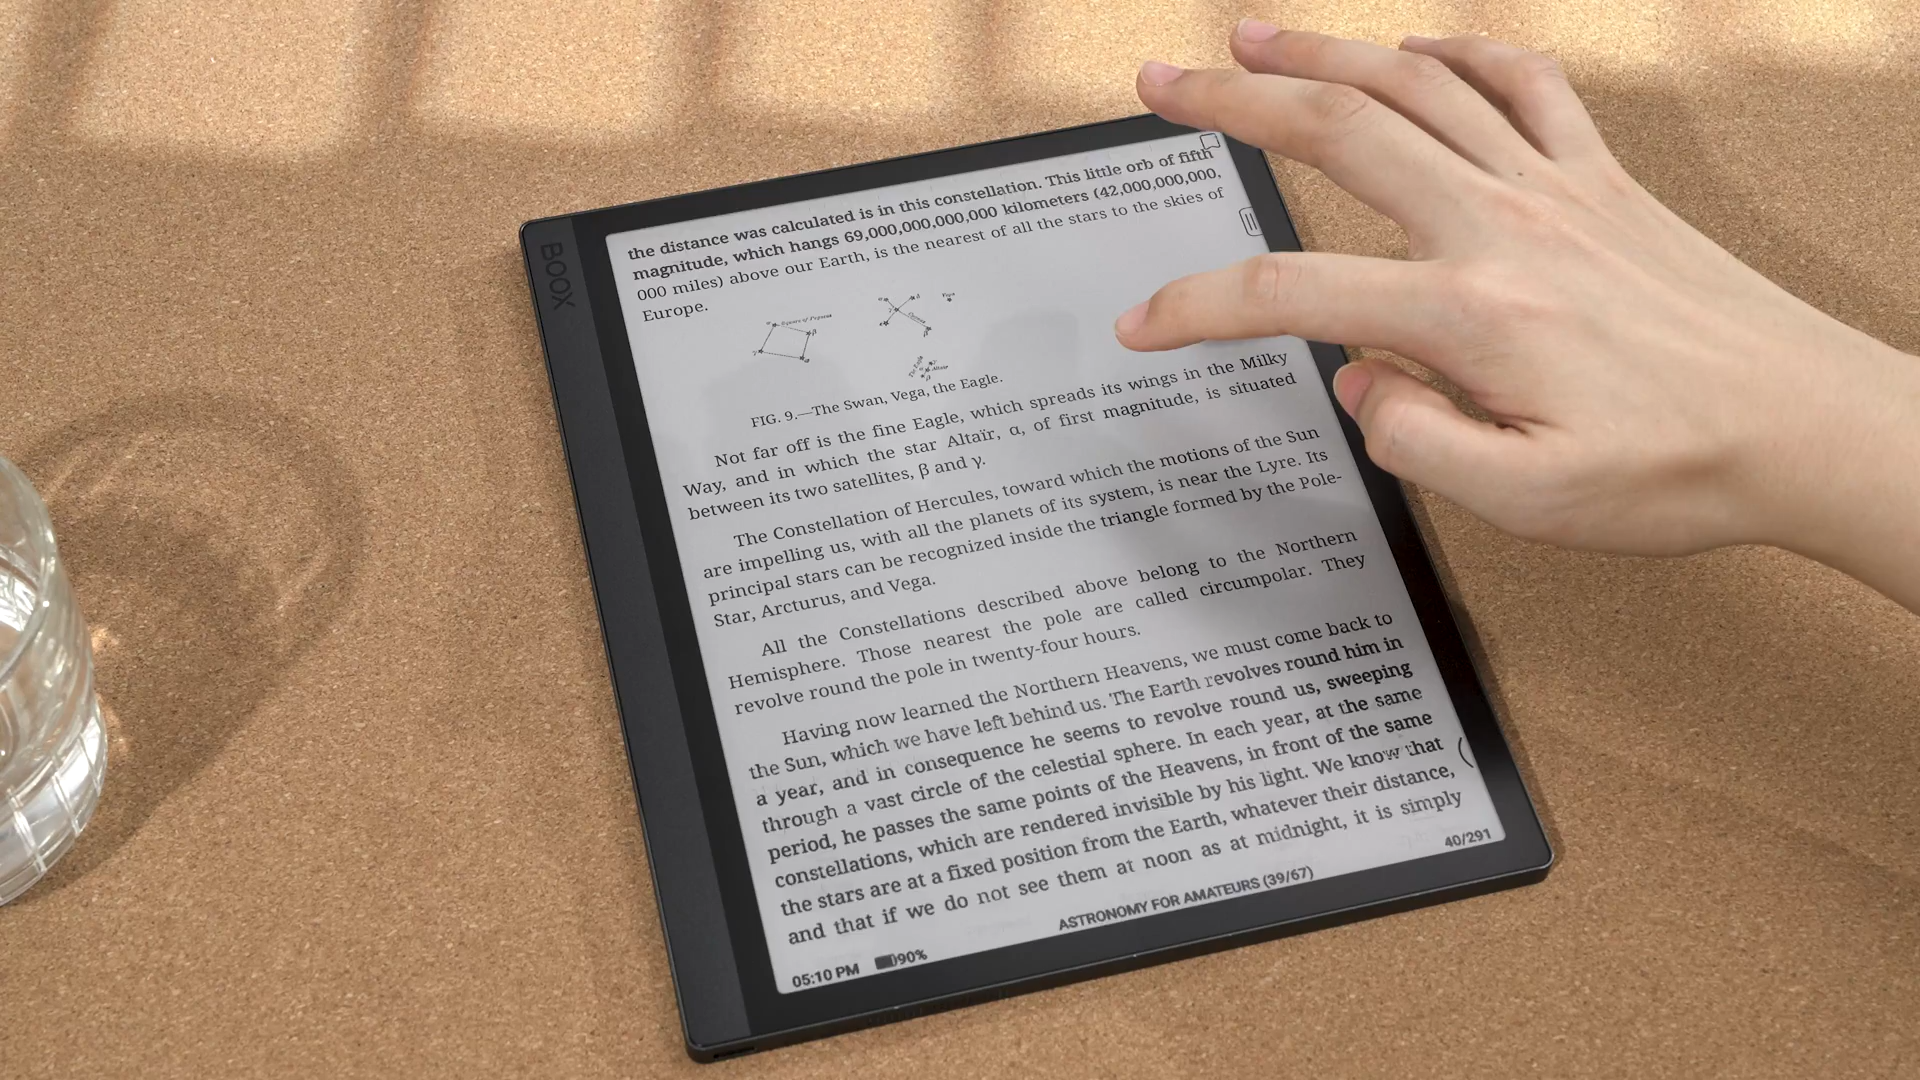 BOOX
the distance was calculated is in this constellation. This little orb of fifth
magnitude, which hangs 69,000,000,000,000 kilometers (42,000,000,000,
000 miles) above our Earth, is the nearest of all the stars to the skies of
Europe.
Square of Pegasus
α
β
γ
Vega
Altair
FIG. 9.—The Swan, Vega, the Eagle.
Not far off is the fine Eagle, which spreads its wings in the Milky
Way, and in which the star Altaïr, α, of first magnitude, is situated
between its two satellites, β and γ.
The Constellation of Hercules, toward which the motions of the Sun
are impelling us, with all the planets of its system, is near the Lyre. Its
principal stars can be recognized inside the triangle formed by the Pole-
Star, Arcturus, and Vega.
All the Constellations described above belong to the Northern
Hemisphere. Those nearest the pole are called circumpolar. They
revolve round the pole in twenty-four hours.
Having now learned the Northern Heavens, we must come back to
the Sun, which we have left behind us. The Earth revolves round him in
a year, and in consequence he seems to revolve round us, sweeping
through a vast circle of the celestial sphere. In each year, at the same
period, he passes the same points of the Heavens, in front of the same
constellations, which are rendered invisible by his light. We know that
the stars are at a fixed position from the Earth, whatever their distance,
and that if we do not see them at noon as at midnight, it is simply
05:10 PM 90%
ASTRONOMY FOR AMATEURS (39/67)
40/291